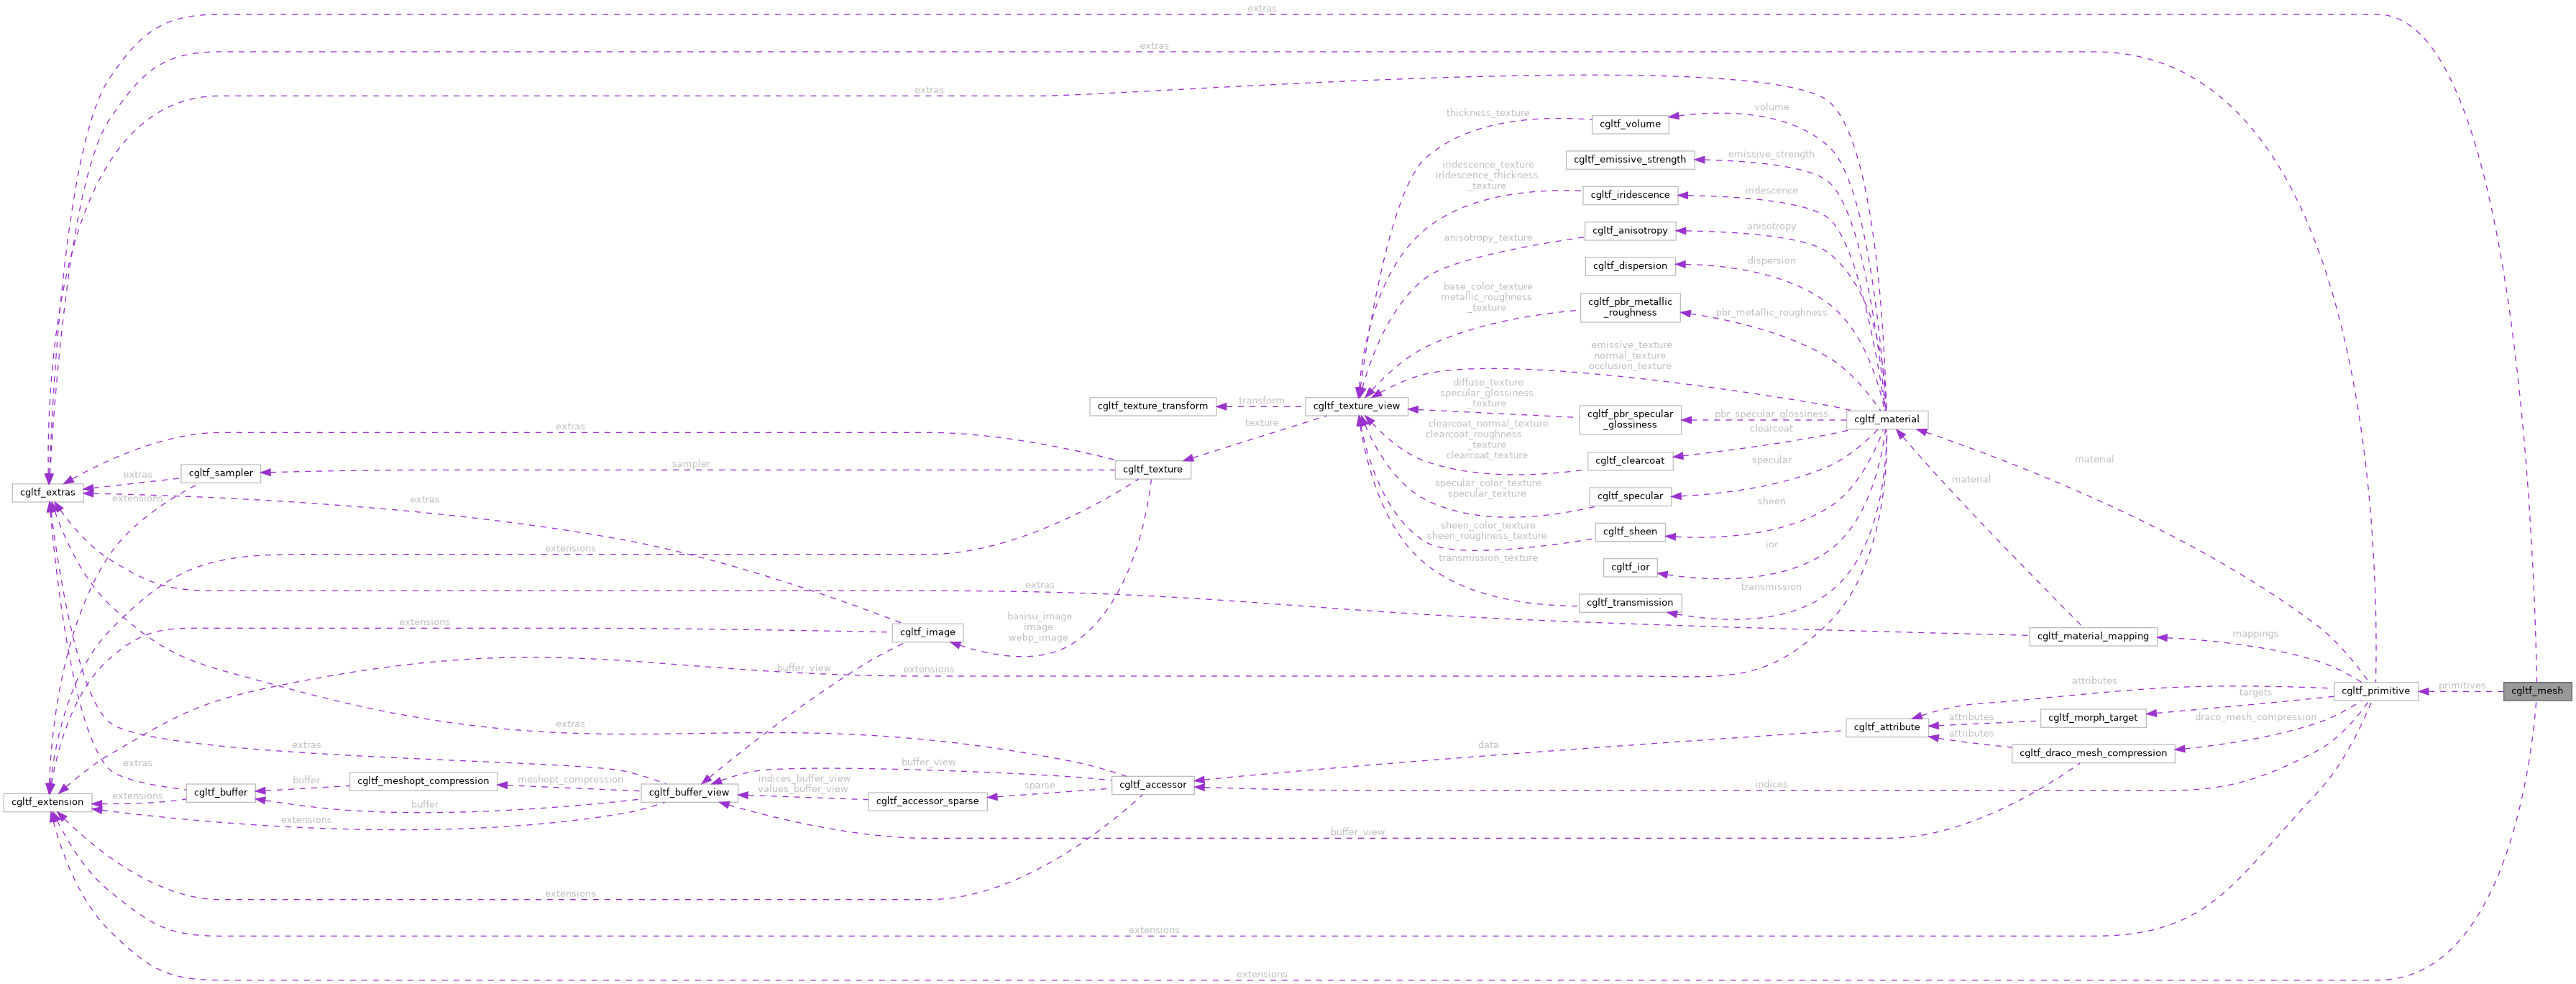 extras
extras
extras
thickness_texture
volume
cgltf_volume
emissive_strength
cgltf_emissive_strength
iridescence_texture
iridescence_thickness
_texture
iridescence
cgltf_iridescence
anisotropy_texture
anisotropy
cgltf_anisotropy
dispersion
cgltf_dispersion
base_color_texture
metallic_roughness
_texture
cgltf_pbr_metallic
_roughness
pbr_metallic_roughness
emissive_texture
normal_texture
occlusion_texture
diffuse_texture
specular_glossiness
_texture
cgltf_pbr_specular
_glossiness
pbr_specular_glossiness
cgltf_texture_transform
transform
cgltf_texture_view
cgltf_material
clearcoat_normal_texture
clearcoat_roughness
_texture
clearcoat_texture
clearcoat
cgltf_clearcoat
extras
texture
sampler
cgltf_texture
cgltf_sampler
extras
extensions
cgltf_extras
extras
specular_color_texture
specular_texture
specular
cgltf_specular
material
material
sheen_color_texture
sheen_roughness_texture
sheen
cgltf_sheen
extensions
transmission_texture
ior
cgltf_ior
extras
transmission
cgltf_transmission
basisu_image
image
webp_image
extensions
cgltf_image
cgltf_material_mapping
mappings
buffer_view
extensions
attributes
targets
cgltf_primitive
primitives
cgltf_mesh
extras
extras
attributes
cgltf_morph_target
draco_mesh_compression
cgltf_attribute
attributes
data
cgltf_draco_mesh_compression
extras
buffer_view
cgltf_buffer
buffer
cgltf_meshopt_compression
meshopt_compression
cgltf_buffer_view
indices_buffer_view
values_buffer_view
cgltf_accessor_sparse
sparse
cgltf_accessor
indices
cgltf_extension
extensions
buffer
extensions
buffer_view
extensions
extensions
extensions